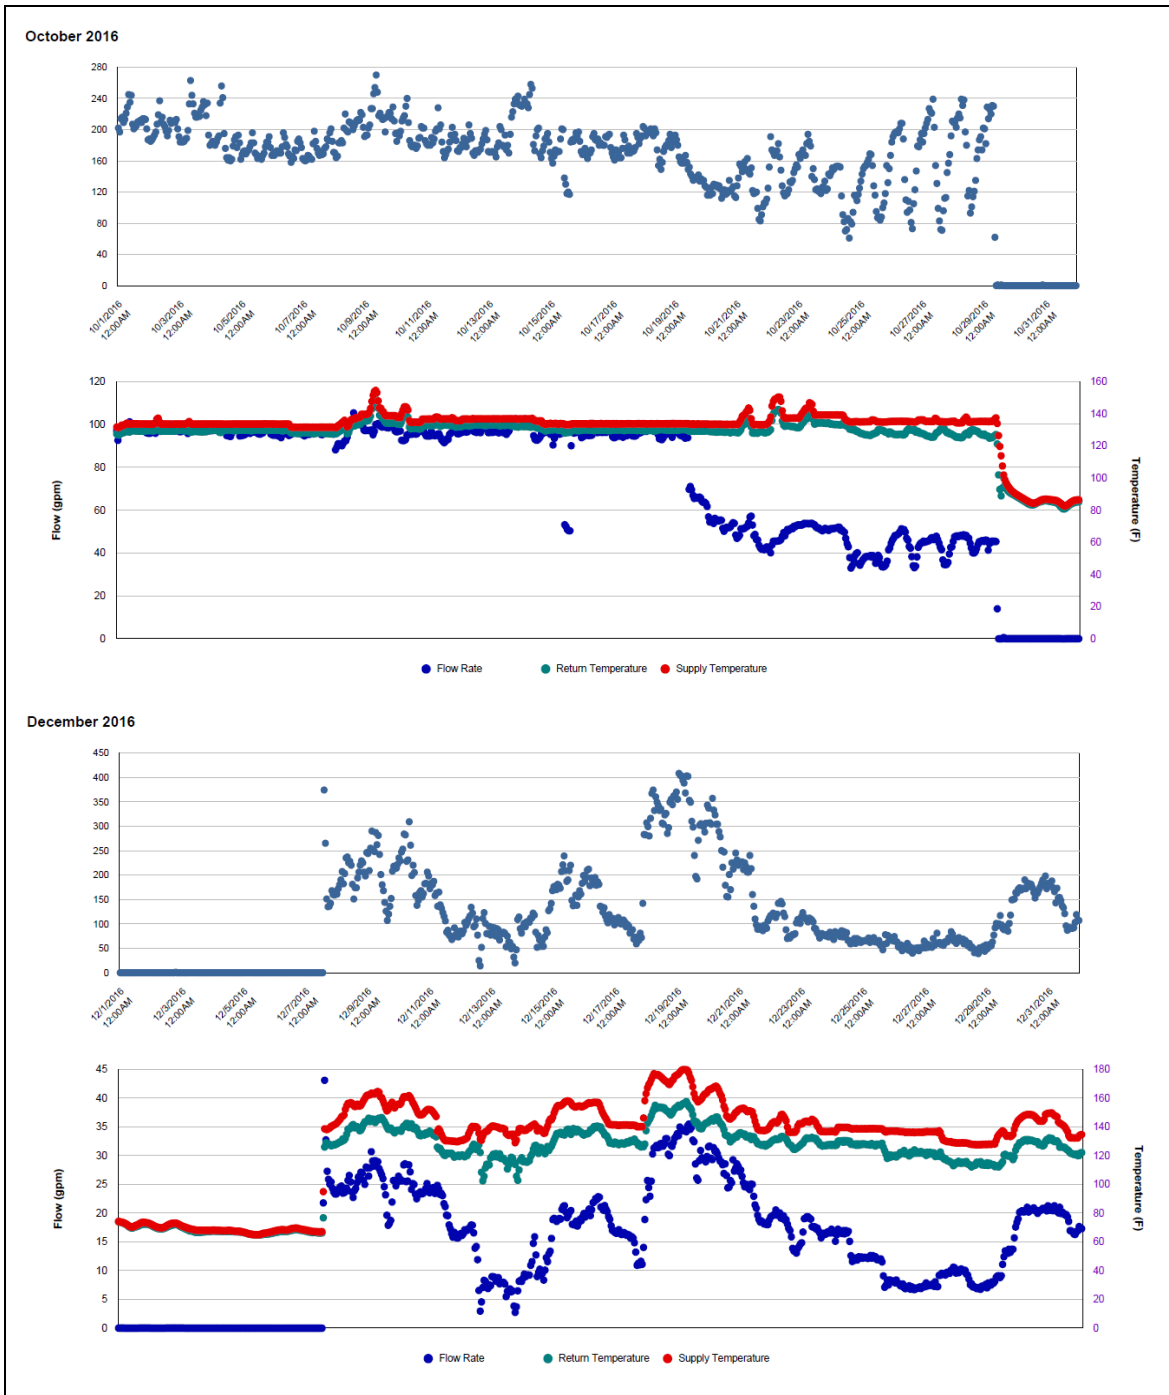 October 2016
280
240
200
160
120
80
40
0
10/1/2016 12:00AM
10/3/2016 12:00AM
10/5/2016 12:00AM
10/7/2016 12:00AM
10/9/2016 12:00AM
10/11/2016 12:00AM
10/13/2016 12:00AM
10/15/2016 12:00AM
10/17/2016 12:00AM
10/19/2016 12:00AM
10/21/2016 12:00AM
10/23/2016 12:00AM
10/25/2016 12:00AM
10/27/2016 12:00AM
10/29/2016 12:00AM
10/31/2016 12:00AM
Flow (gpm)
120
100
80
60
40
20
0
160
140
120
100
80
60
40
20
0
Temperature (F)
Flow Rate Return Temperature Supply Temperature
December 2016
450
400
350
300
250
200
150
100
50
0
12/1/2016 12:00AM
12/3/2016 12:00AM
12/5/2016 12:00AM
12/7/2016 12:00AM
12/9/2016 12:00AM
12/11/2016 12:00AM
12/13/2016 12:00AM
12/15/2016 12:00AM
12/17/2016 12:00AM
12/19/2016 12:00AM
12/21/2016 12:00AM
12/23/2016 12:00AM
12/25/2016 12:00AM
12/27/2016 12:00AM
12/29/2016 12:00AM
12/31/2016 12:00AM
Flow (gpm)
45
40
35
30
25
20
15
10
5
0
180
160
140
120
100
80
60
40
20
0
Temperature (F)
Flow Rate Return Temperature Supply Temperature